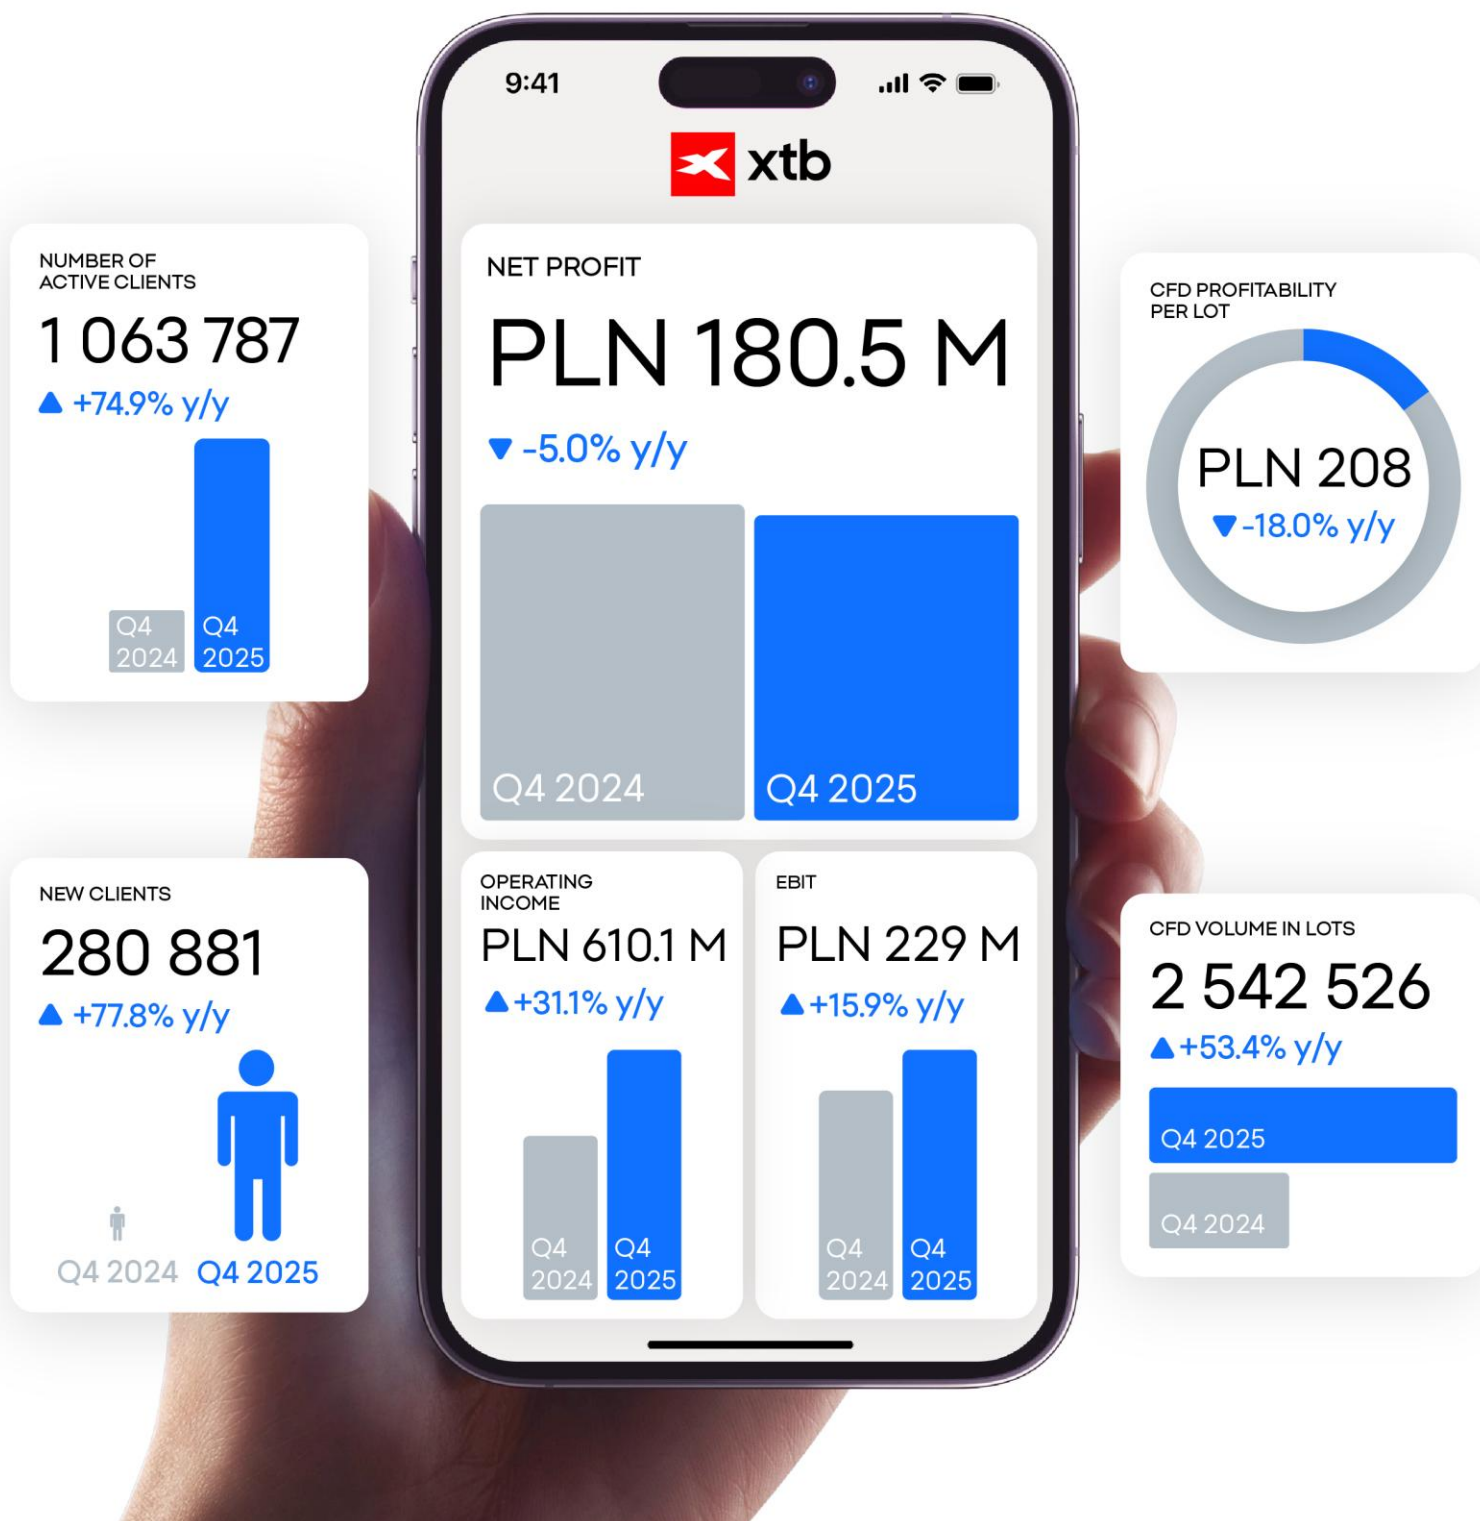 9:41
xtb
NUMBER OF
ACTIVE CLIENTS
1 063 787
+74.9% y/y
Q4
2024
Q4
2025
NET PROFIT
PLN 180.5 M
-5.0% y/y
Q4 2024
Q4 2025
CFD PROFITABILITY
PER LOT
PLN 208
-18.0% y/y
NEW CLIENTS
280 881
+77.8% y/y
Q4 2024
Q4 2025
OPERATING
INCOME
PLN 610.1 M
+31.1% y/y
Q4
2024
Q4
2025
EBIT
PLN 229 M
+15.9% y/y
Q4
2024
Q4
2025
CFD VOLUME IN LOTS
2 542 526
+53.4% y/y
Q4 2025
Q4 2024